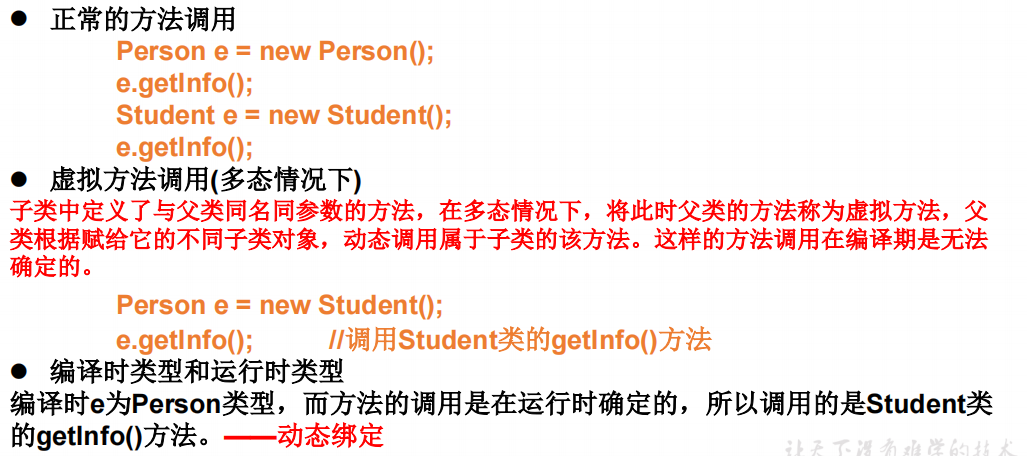 ● 正常的方法调用
Person e = new Person();
e.getInfo();
Student e = new Student();
e.getInfo();
● 虚拟方法调用(多态情况下)
子类中定义了与父类同名同参数的方法，在多态情况下，将此时父类的方法称为虚拟方法，父
类根据赋给它的不同子类对象，动态调用属于子类的该方法。这样的方法调用在编译期是无法
确定的。
Person e = new Student();
e.getInfo(); //调用Student类的getInfo()方法
● 编译时类型和运行时类型
编译时e为Person类型，而方法的调用是在运行时确定的，所以调用的是Student类
的getInfo()方法。——动态绑定
让天下没有难学的技术